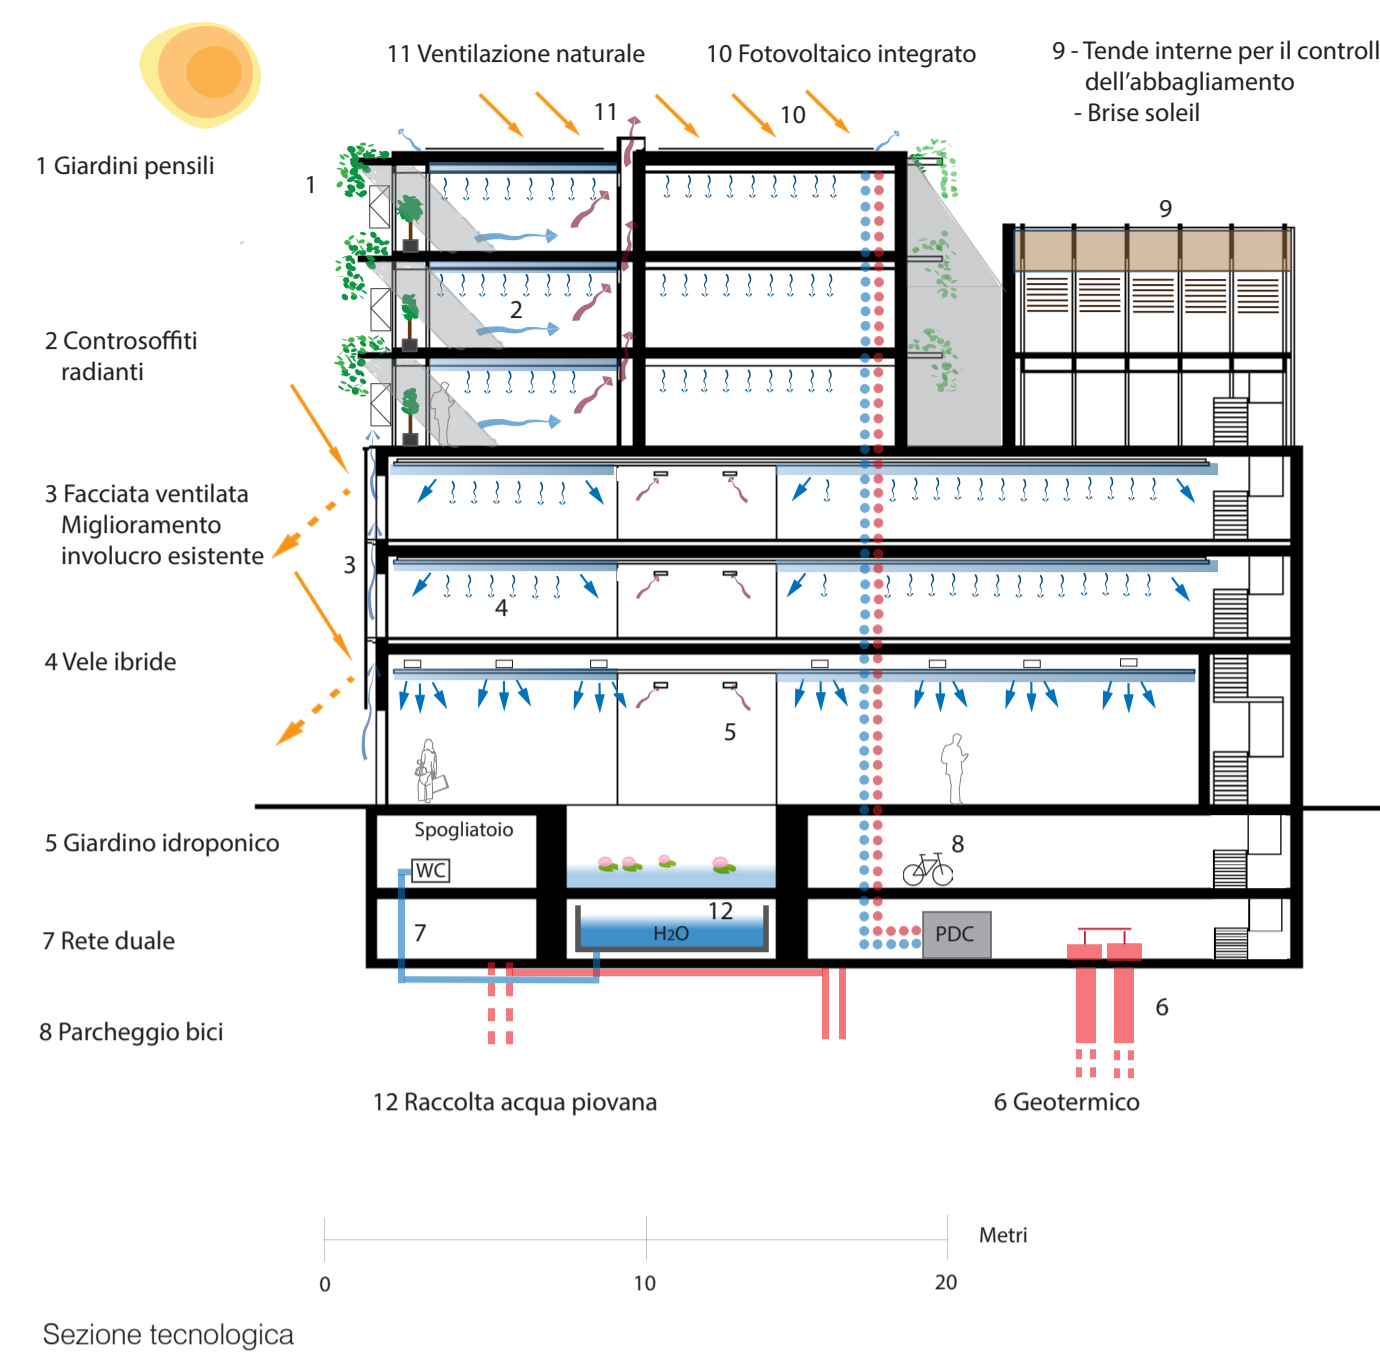 11 Ventilazione naturale
10 Fotovoltaico integrato
9 - Tende interne per il controll
dell'abbagliamento
- Brise soleil
11
10
1 Giardini pensili
1
9
2
2 Controsoffiti
radianti
3 Facciata ventilata
Miglioramento
involucro esistente
3
4
4 Vele ibride
5
5 Giardino idroponico
Spogliatoio
WC
8
12
7 Rete duale
7
H2O
PDC
6
8 Parcheggio bici
12 Raccolta acqua piovana
6 Geotermico
Metri
0
10
20
Sezione tecnologica